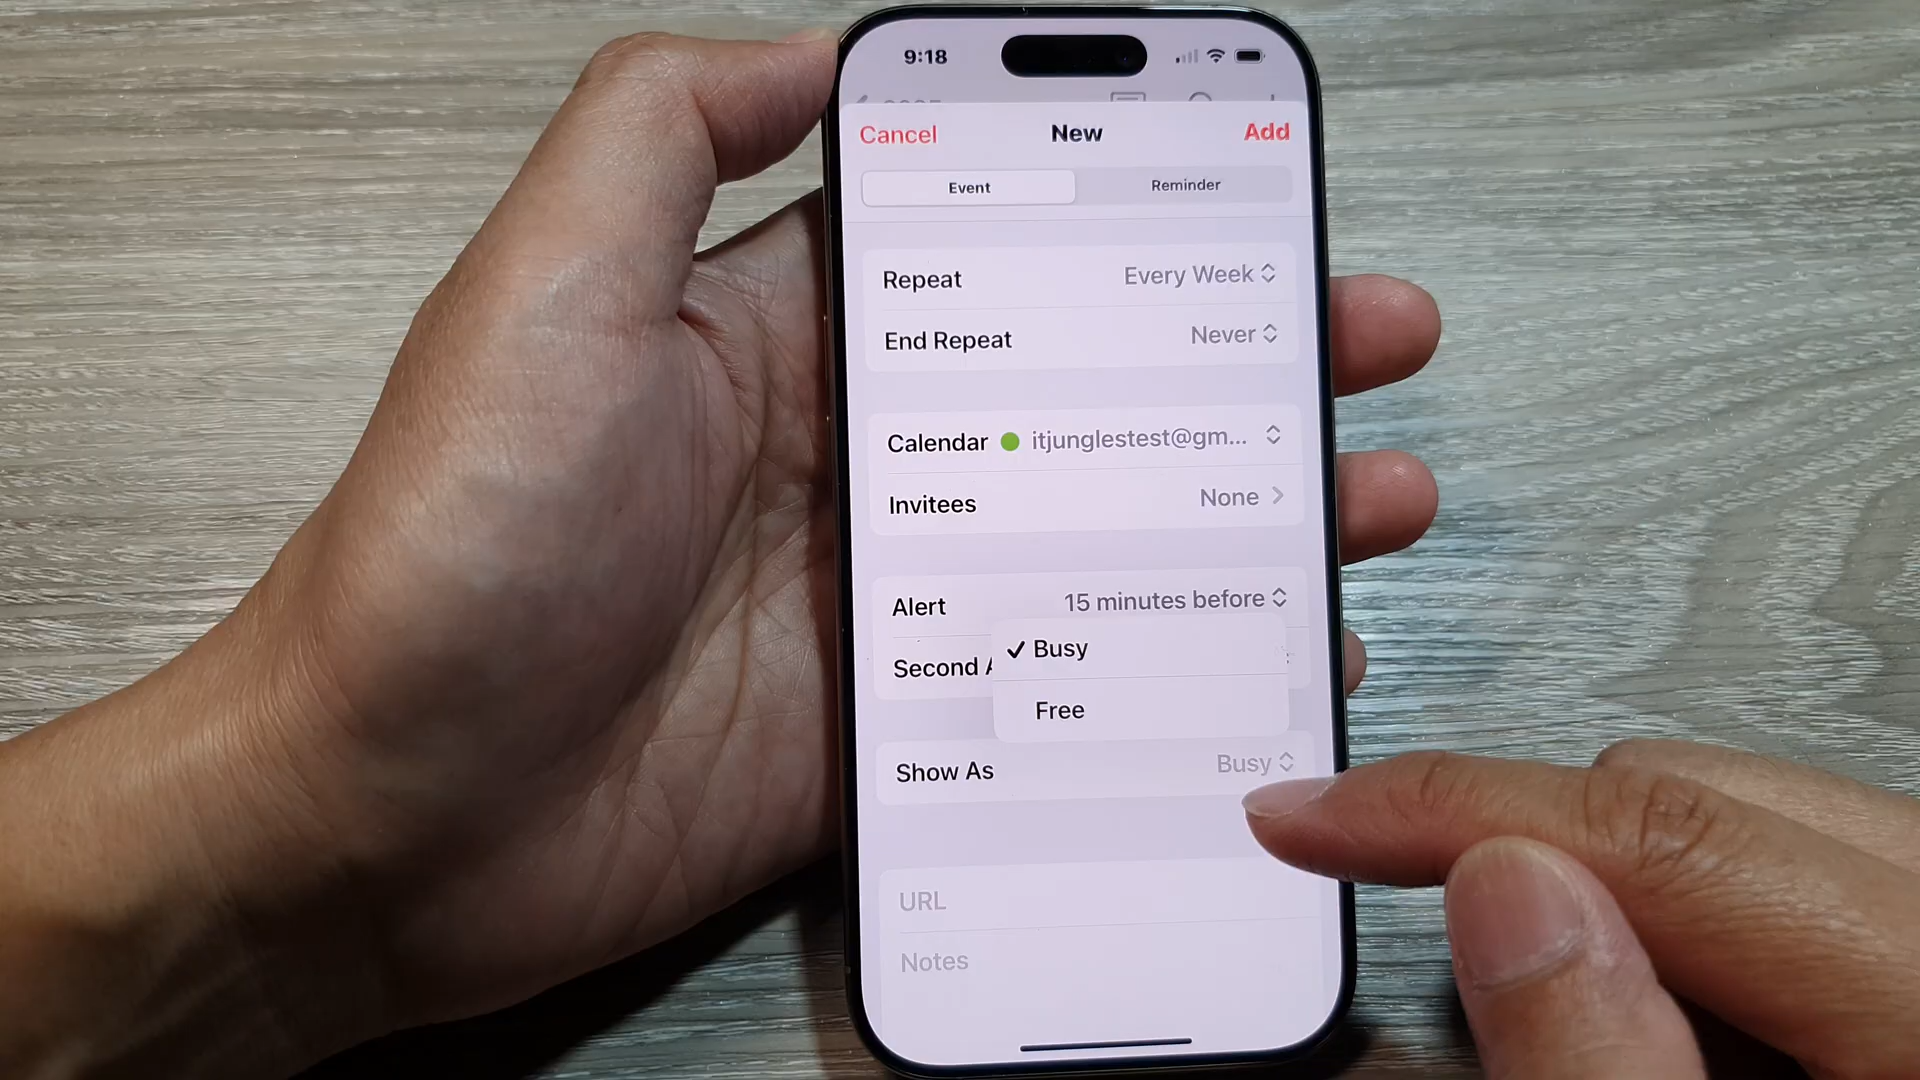 9:18
Cancel New Add
Event Reminder
Repeat Every Week
End Repeat Never
Calendar itjunglestest@gm...
Invitees None
Alert 15 minutes before
✓ Busy
Second
Free
Show As Busy
URL
Notes